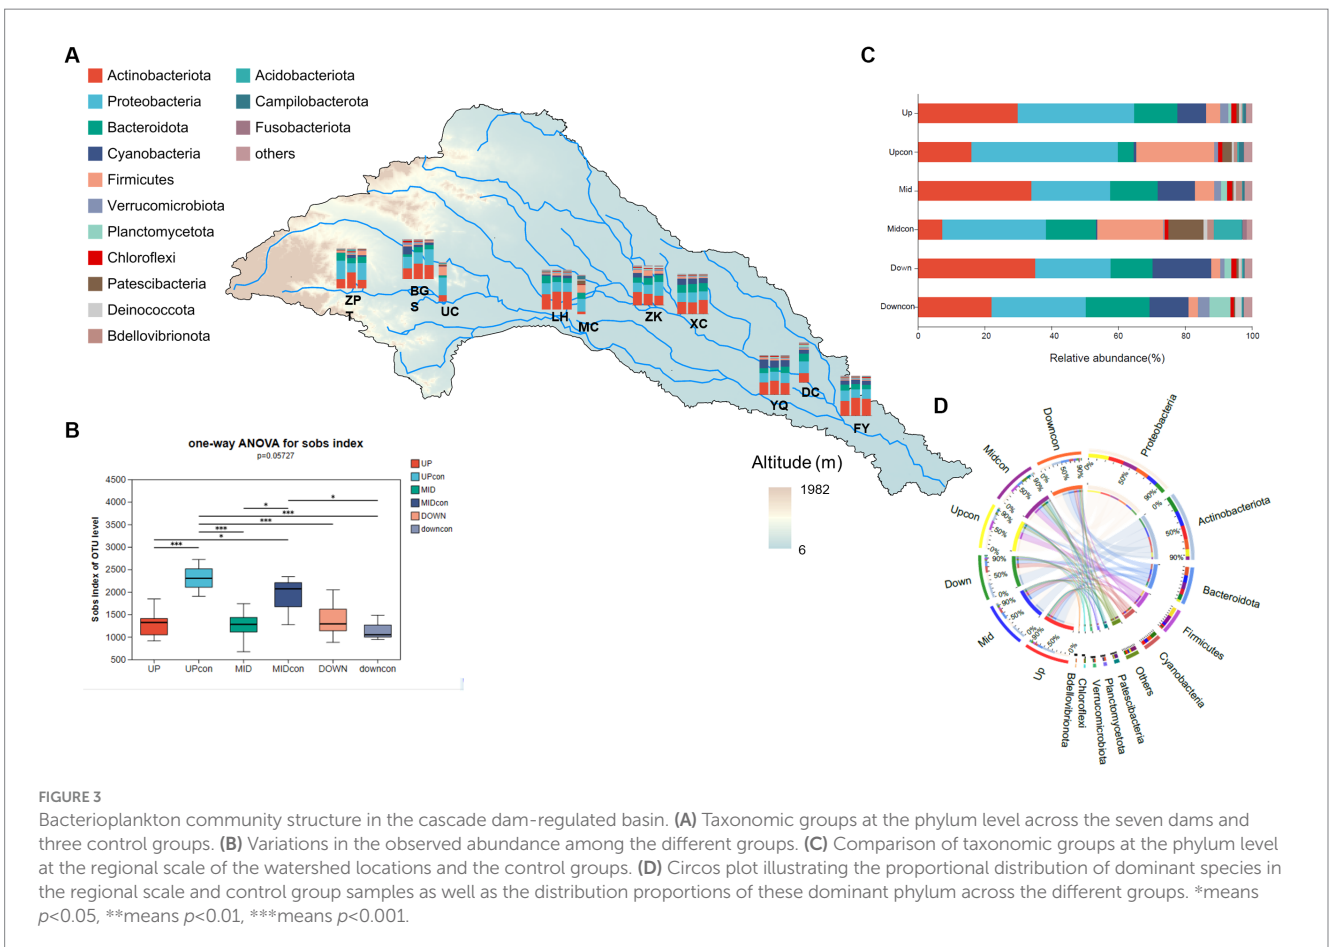 A
Actinobacteriota
Proteobacteria
Bacteroidota
Cyanobacteria
Firmicutes
Verrucomicrobiota
Planctomycetota
Chloroflexi
Patescibacteria
Deinococcota
Bdellovibrionota
Acidobacteriota
Campilobacterota
Fusobacteriota
others
ZP
T
BG
S
UC
LH
MC
ZK
XC
YQ
DC
FY
Altitude (m)
1982
6
B
one-way ANOVA for sobs index
p=0.05727
Sobs index of OTU level
4500
4000
3500
3000
2500
2000
1500
1000
500
***
*
***
***
***
*
*
UP
UPcon
MID
MIDcon
DOWN
downcon
UP
UPcon
MID
MIDcon
DOWN
downcon
C
Up
Upcon
Mid
Midcon
Down
Downcon
0 20 40 60 80 100
Relative abundance(%)
D
Downcon
Midcon
Upcon
Down
Mid
Up
Proteobacteria
Actinobacteriota
Bacteroidota
Firmicutes
Cyanobacteria
Others
Patescibacteria
Planctomycetota
Verrucomicrobiota
Chloroflexi
Bdellovibrionota
FIGURE 3
Bacterioplankton community structure in the cascade dam-regulated basin. (A) Taxonomic groups at the phylum level across the seven dams and
three control groups. (B) Variations in the observed abundance among the different groups. (C) Comparison of taxonomic groups at the phylum level
at the regional scale of the watershed locations and the control groups. (D) Circos plot illustrating the proportional distribution of dominant species in
the regional scale and control group samples as well as the distribution proportions of these dominant phylum across the different groups. *means
p<0.05, **means p<0.01, ***means p<0.001.